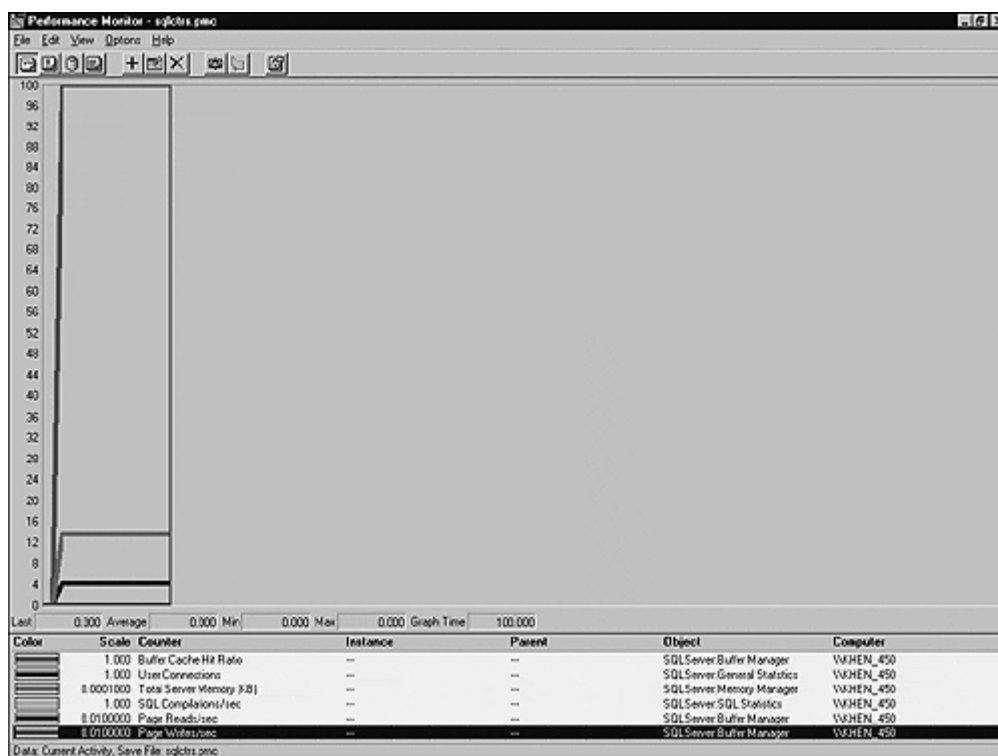 Performance Monitor - sqlctrs.pmc
File Edit View Options Help
100
96
92
88
84
80
76
72
68
64
60
56
52
48
44
40
36
32
28
24
20
16
12
8
4
0
Last 0.300 Average 0.000 Min 0.000 Max 0.000 Graph Time 100.000
Color Scale Counter Instance Parent Object Computer
1.000 Buffer Cache Hit Ratio --- --- SQLServer:Buffer Manager \\KHEN_450
1.000 User Connections --- --- SQLServer:General Statistics \\KHEN_450
0.0001000 Total Server Memory (KB) --- --- SQLServer:Memory Manager \\KHEN_450
1.000 SQL Compilations/sec --- --- SQLServer:SQL Statistics \\KHEN_450
0.0100000 Page Reads/sec --- --- SQLServer:Buffer Manager \\KHEN_450
0.0100000 Page Writes/sec --- --- SQLServer:Buffer Manager \\KHEN_450
Data: Current Activity, Save File: sqlctrs.pmc